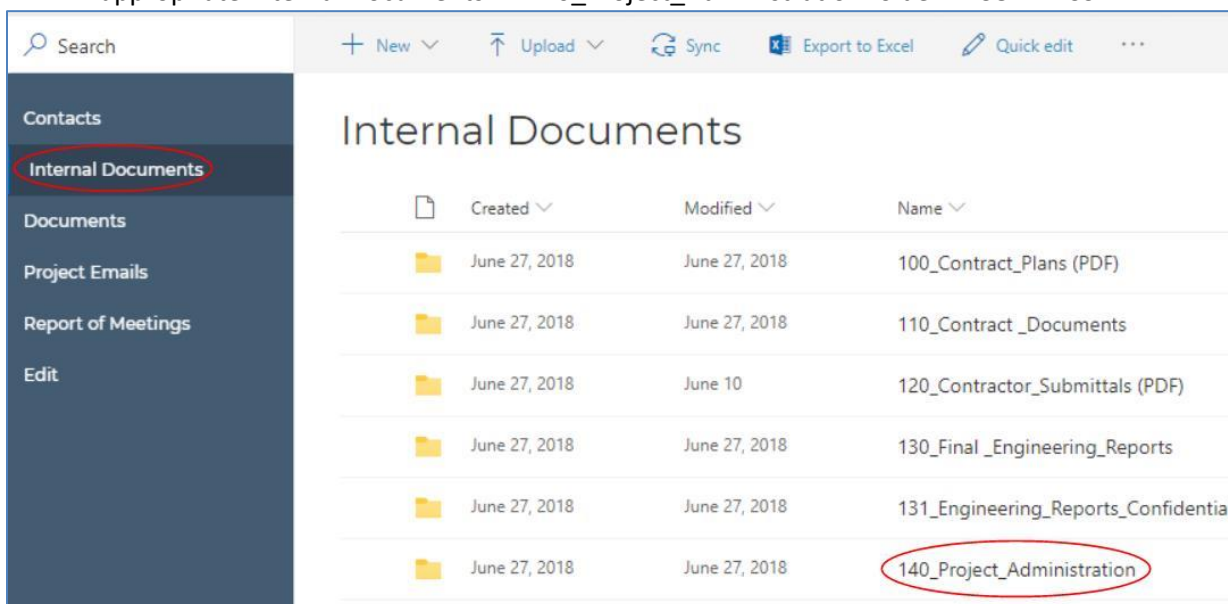 Search
+ New Upload Sync Export to Excel Quick edit ...
Contacts
Internal Documents
Documents
Project Emails
Report of Meetings
Edit
Internal Documents
Created Modified Name
June 27, 2018 June 27, 2018 100_Contract_Plans (PDF)
June 27, 2018 June 27, 2018 110_Contract _Documents
June 27, 2018 June 10 120_Contractor_Submittals (PDF)
June 27, 2018 June 27, 2018 130_Final _Engineering_Reports
June 27, 2018 June 27, 2018 131_Engineering_Reports_Confidentia
June 27, 2018 June 27, 2018 140_Project_Administration